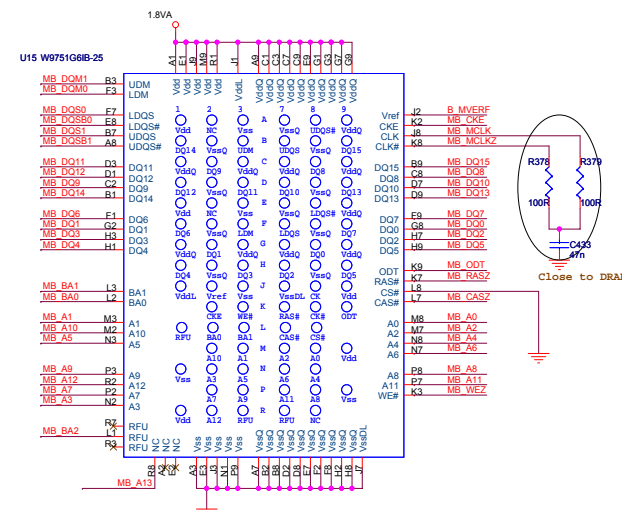 1.8VA
U15 W9751G6IB-25
A1 E1 J9 M9 R1 J1 A9 C1 C3 C7 C9 E9 G1 G3 G7 G9
Vdd Vdd Vdd Vdd Vdd VddL VddQ VddQ VddQ VddQ VddQ VddQ VddQ VddQ VddQ VddQ
MB_DQM1 B3 UDM
MB_DQM0 F3 LDM
MB_DQS0 F7 LDQS
MB_DQSB0 E8 LDQS#
MB_DQS1 B7 UDQS
MB_DQSB1 A8 UDQS#
MB_DQ11 D3 DQ11
MB_DQ12 D1 DQ12
MB_DQ9 C2 DQ9
MB_DQ14 B1 DQ14
MB_DQ6 F1 DQ6
MB_DQ1 G2 DQ1
MB_DQ3 H3 DQ3
MB_DQ4 H1 DQ4
MB_BA1 L3 BA1
MB_BA0 L2 BA0
MB_A1 M3 A1
MB_A10 M2 A10
MB_A5 N3 A5
MB_A9 P3 A9
MB_A12 R2 A12
MB_A7 P2 A7
MB_A3 N2 A3
R7 RFU
MB_BA2 L1 RFU
R3 RFU
MB_A13 R8 NC
A2 NC
E2 NC
1 2 3 7 8 9
A
Vdd NC Vss VssQ UDQS# VddQ
B
DQ14 VssQ UDM UDQS VssQ DQ15
C
VddQ DQ9 VddQ VddQ DQ8 VddQ
D
DQ12 VssQ DQ11 DQ10 VssQ DQ13
E
Vdd NC Vss VssQ LDQS# VddQ
F
DQ6 VssQ LDM LDQS VssQ DQ7
G
VddQ DQ1 VddQ VddQ DQ0 VddQ
H
DQ4 VssQ DQ3 DQ2 VssQ DQ5
J
VddL Vref Vss VssDL CK Vdd
K
CKE WE# RAS# CK# ODT
L
RFU BA0 BA1 CAS# CS#
M
A10 A1 A2 A0 Vdd
N
Vss A3 A5 A6 A4
P
A7 A9 A11 A8 Vss
R
Vdd A12 RFU RFU NC
Vref J2 B_MVERF
CKE K2 MB_CKE
CLK J8 MB_MCLK
CLK# K8 MB_MCLKZ
DQ15 B9 MB_DQ15
DQ8 C8 MB_DQ8
DQ10 D7 MB_DQ10
DQ13 D9 MB_DQ13
DQ7 F9 MB_DQ7
DQ0 G8 MB_DQ0
DQ2 H7 MB_DQ2
DQ5 H9 MB_DQ5
ODT K9 MB_ODT
RAS# K7 MB_RASZ
CS# L8
CAS# L7 MB_CASZ
A0 M8 MB_A0
A2 M7 MB_A2
A4 N8 MB_A4
A6 N7 MB_A6
A8 P8 MB_A8
A11 P7 MB_A11
WE# K3 MB_WEZ
R378 R379
100R 100R
C433
47n
Close to DRA
Vss Vss Vss Vss Vss VssQ VssQ VssQ VssQ VssQ VssQ VssQ VssQ VssQ VssQ VssDL
A3 E3 J3 N1 P9 A7 B2 B8 D2 D8 E7 F2 F8 H2 H8 J7